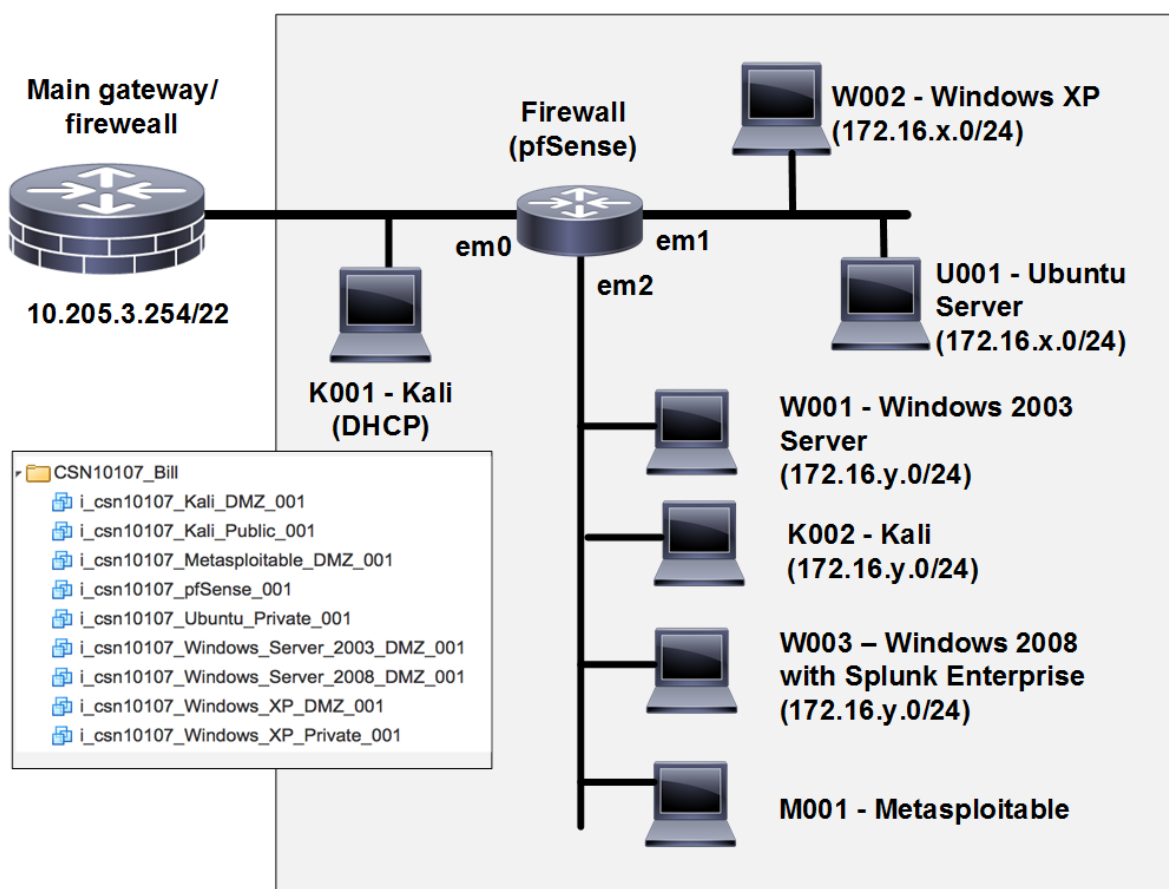 Main gateway/
fireweall
10.205.3.254/22
Firewall
(pfSense)
em0
em1
em2
W002 - Windows XP
(172.16.x.0/24)
U001 - Ubuntu
Server
(172.16.x.0/24)
K001 - Kali
(DHCP)
W001 - Windows 2003
Server
(172.16.y.0/24)
K002 - Kali
(172.16.y.0/24)
W003 – Windows 2008
with Splunk Enterprise
(172.16.y.0/24)
M001 - Metasploitable
CSN10107_Bill
i_csn10107_Kali_DMZ_001
i_csn10107_Kali_Public_001
i_csn10107_Metasploitable_DMZ_001
i_csn10107_pfSense_001
i_csn10107_Ubuntu_Private_001
i_csn10107_Windows_Server_2003_DMZ_001
i_csn10107_Windows_Server_2008_DMZ_001
i_csn10107_Windows_XP_DMZ_001
i_csn10107_Windows_XP_Private_001